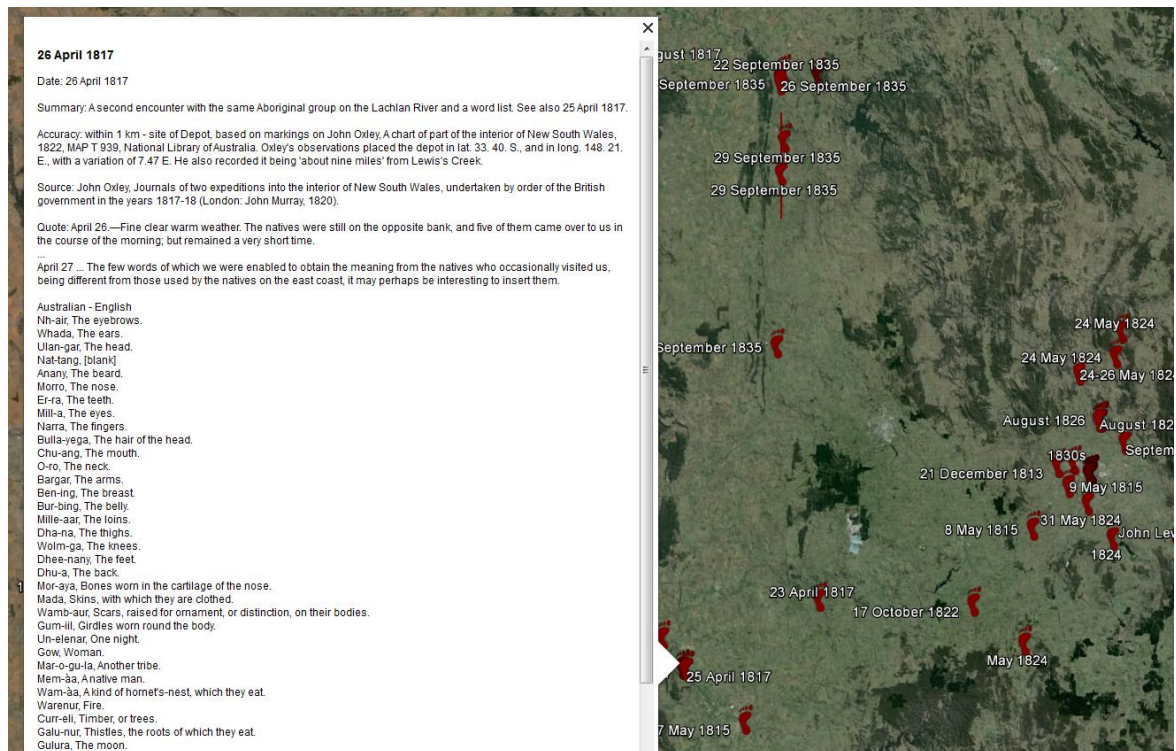 26 April 1817
Date: 26 April 1817
Summary: A second encounter with the same Aboriginal group on the Lachlan River and a word list. See also 25 April 1817.
Accuracy: within 1 km - site of Depot, based on markings on John Oxley, A chart of part of the interior of New South Wales,
1822, MAP T 939, National Library of Australia. Oxley's observations placed the depot in lat. 33. 40. S., and in long. 148. 21.
E., with a variation of 7.47 E. He also recorded it being 'about nine miles' from Lewis's Creek.
Source: John Oxley, Journals of two expeditions into the interior of New South Wales, undertaken by order of the British
government in the years 1817-18 (London: John Murray, 1820).
Quote: April 26.—Fine clear warm weather. The natives were still on the opposite bank, and five of them came over to us in
the course of the morning; but remained a very short time.
...
April 27 ... The few words of which we were enabled to obtain the meaning from the natives who occasionally visited us,
being different from those used by the natives on the east coast, it may perhaps be interesting to insert them.
Australian - English
Nh-air, The eyebrows.
Whada, The ears.
Ulan-gar, The head.
Nat-tang, [blank]
Anany, The beard.
Morro, The nose.
Er-ra, The teeth.
Mill-a, The eyes.
Narra, The fingers.
Bulla-yega, The hair of the head.
Chu-ang, The mouth.
O-ro, The neck.
Bargar, The arms.
Ben-ing, The breast.
Bur-bing, The belly.
Mille-aar, The loins.
Dha-na, The thighs.
Wolm-ga, The knees.
Dhee-nany, The feet.
Dhu-a, The back.
Mor-aya, Bones worn in the cartilage of the nose.
Mada, Skins, with which they are clothed.
Wamb-aur, Scars, raised for ornament, or distinction, on their bodies.
Gum-iil, Girdles worn round the body.
Un-elenar, One night.
Gow, Woman.
Mar-o-gu-la, Another tribe.
Mem-àa, A native man.
Wam-àa, A kind of hornet's-nest, which they eat.
Warenur, Fire.
Curr-eli, Timber, or trees.
Galu-nur, Thistles, the roots of which they eat.
Gulura, The moon.
gust 1817
22 September 1835
September 1835
26 September 1835
29 September 1835
29 September 1835
September 1835
24 May 1824
24 May 1824
24-26 May 1824
August 1826
August 182
Septem
1830s
21 December 1813
9 May 1815
31 May 1824
8 May 1815
John Lew
1824
23 April 1817
17 October 1822
May 1824
25 April 1817
7 May 1815
1